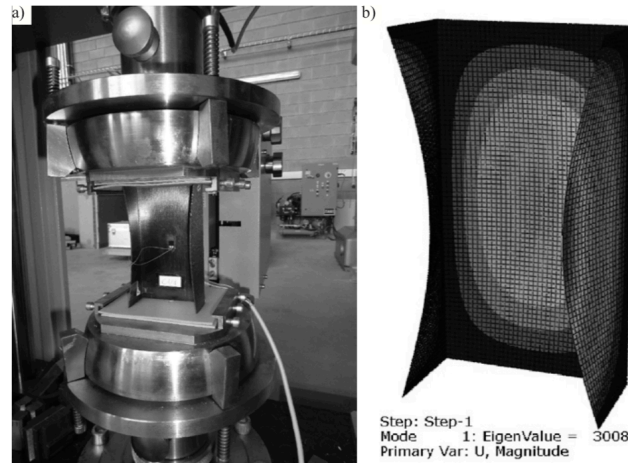 a)
b)
Step: Step-1
Mode 1: EigenValue = 3008
Primary Var: U, Magnitude